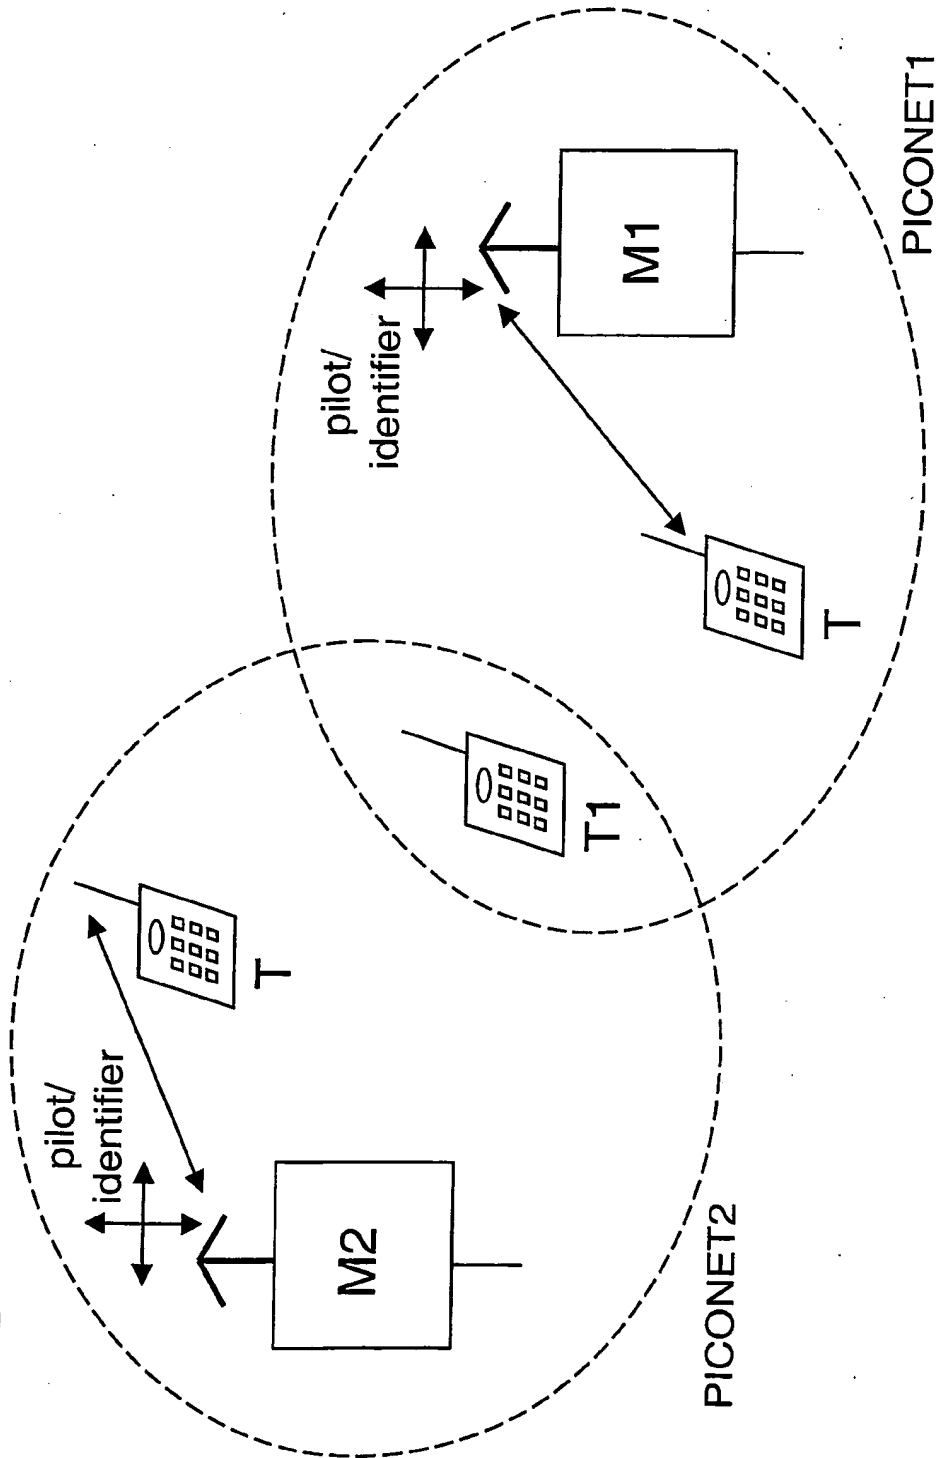 pilot/
identifier
M2
T
PICONET2
T1
pilot/
identifier
M1
T
PICONET1